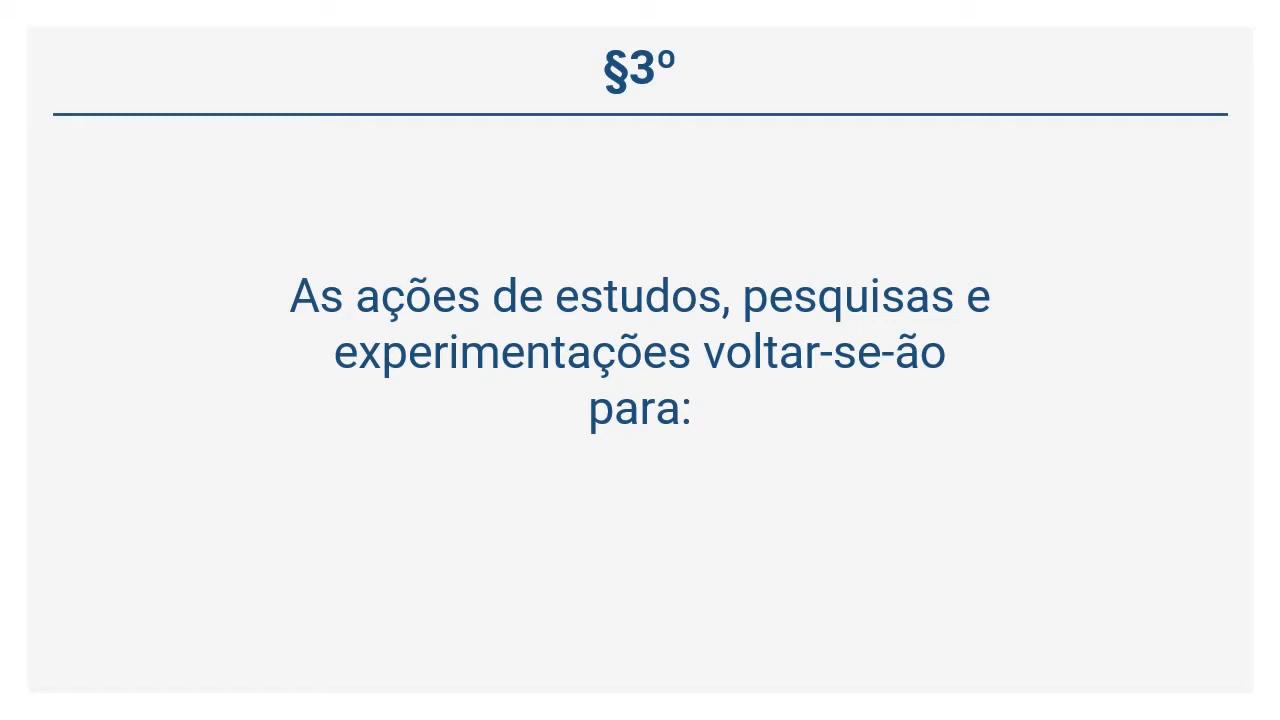 §3º
As ações de estudos, pesquisas e
experimentações voltar-se-ão
para: